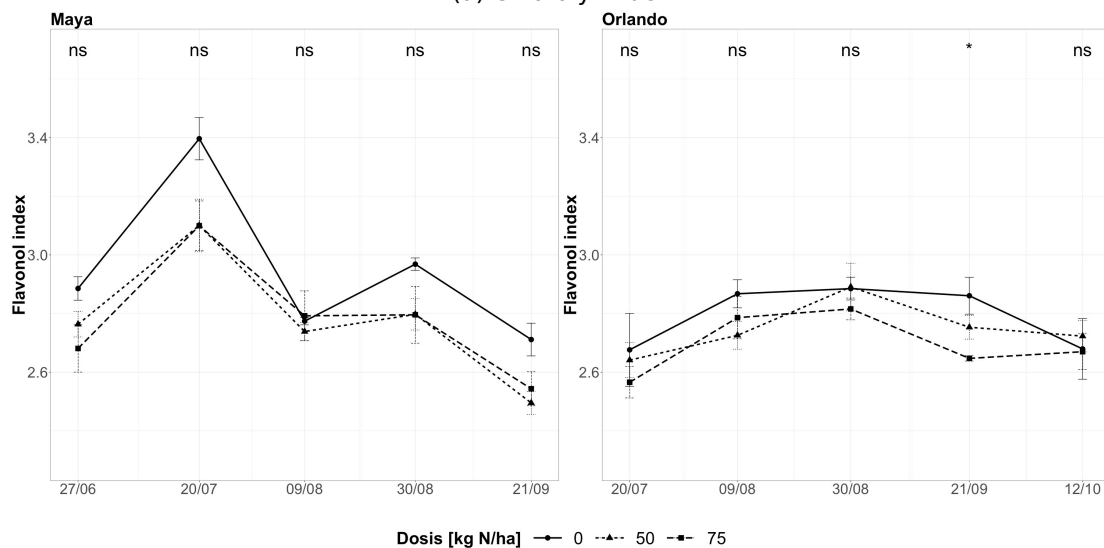 Maya
Orlando
ns ns ns ns ns
ns ns ns * ns
Flavonol index
3.4
3.0
2.6
27/06 20/07 09/08 30/08 21/09
Flavonol index
3.4
3.0
2.6
20/07 09/08 30/08 21/09 12/10
Dosis [kg N/ha] 0 50 75